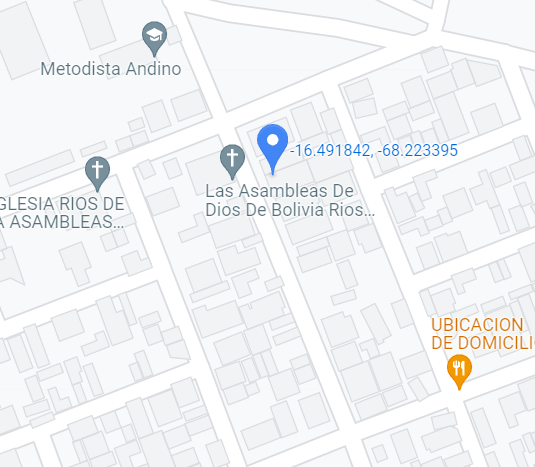 Metodista Andino
-16.491842, -68.223395
Las Asambleas De
Dios De Bolivia Rios...
GLESIA RIOS DE
A ASAMBLEAS...
UBICACION
DE DOMICILI